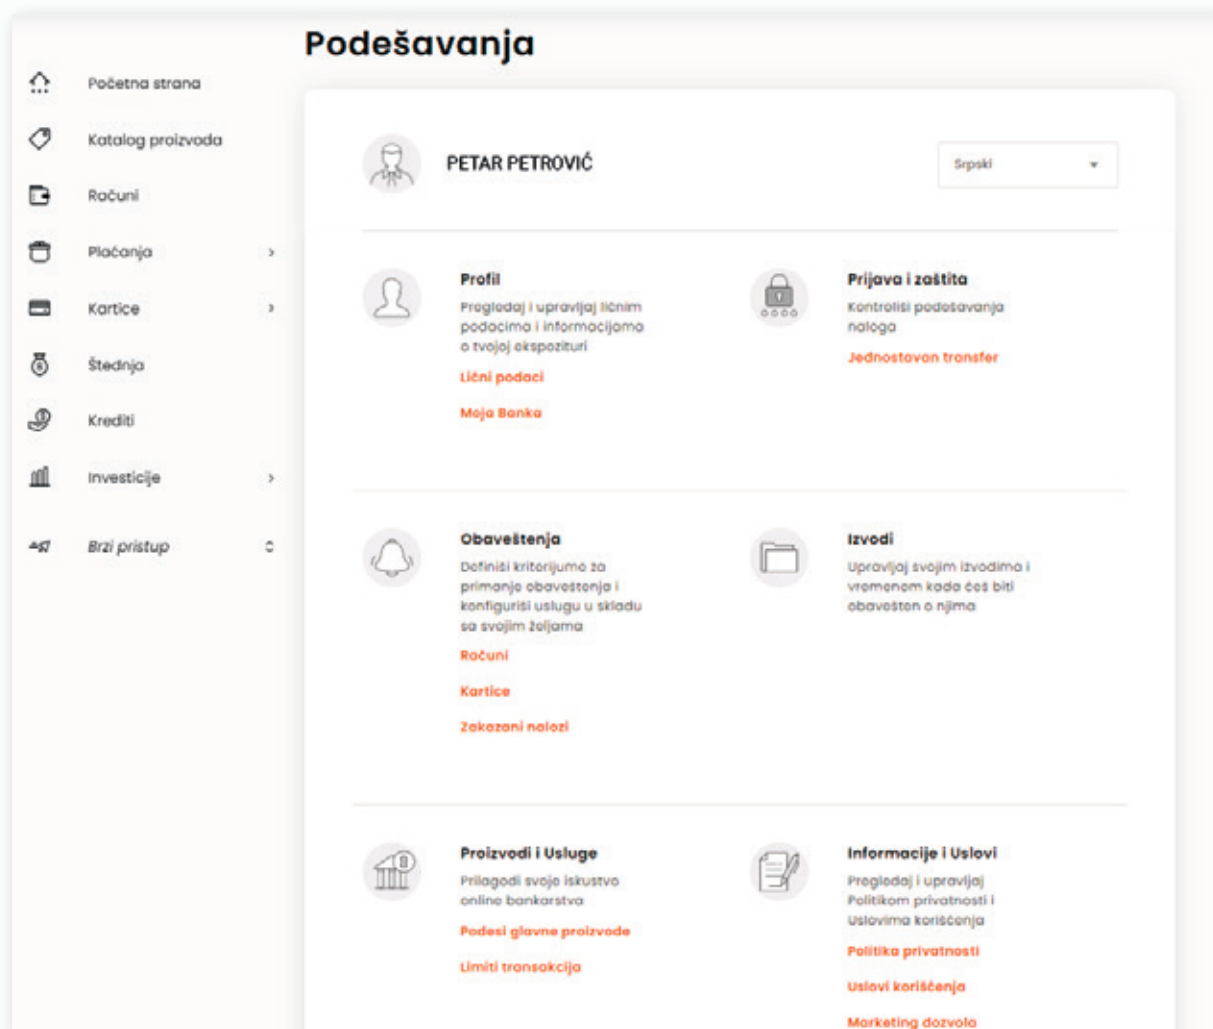 Podešavanja
Početna strana
Katalog proizvoda
Računi
Plaćanja
Kartice
Štednja
Krediti
Investicije
Brzi pristup
PETAR PETROVIĆ
Srpski
Profil
Pregledaj i upravljaj ličnim
podacima i informacijama
o tvojoj ekspozituri
Lični podaci
Moja Banka
Prijava i zaštita
Kontroliši podešavanja
naloga
Jednostavan transfer
Obaveštenja
Definiši kriterijume za
primanje obaveštenja i
konfiguriši uslugu u skladu
sa svojim željama
Računi
Kartice
Zakazani nalozi
Izvodi
Upravljaj svojim izvodima i
vremenom kada ćeš biti
obavešten o njima
Proizvodi i Usluge
Prilagodi svoje iskustvo
online bankarstva
Podesi glavne proizvode
Limiti transakcija
Informacije i Uslovi
Pregledaj i upravljaj
Politikom privatnosti i
Uslovima korišćenja
Politika privatnosti
Uslovi korišćenja
Marketing dozvola